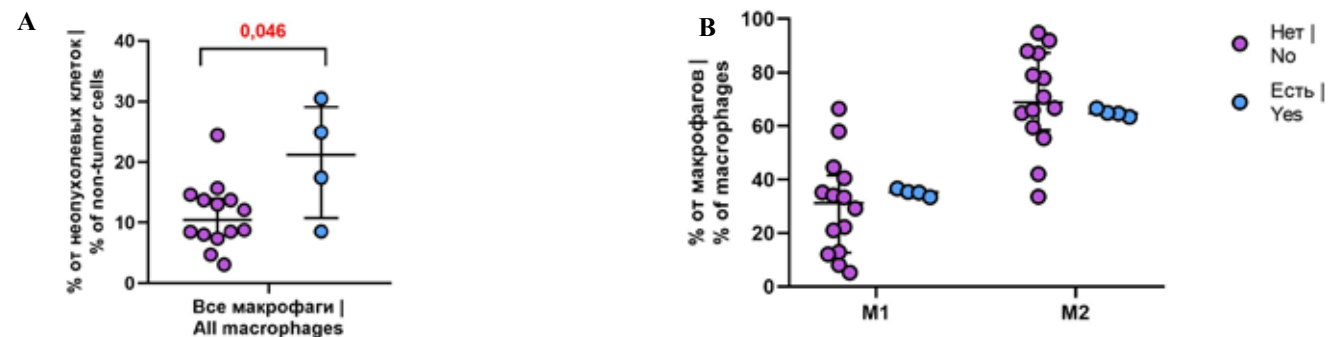 A
% от неопухолевых клеток |
% of non-tumor cells
40
30
20
10
0
0,046
Все макрофаги |
All macrophages
B
% от макрофагов |
% of macrophages
100
80
60
40
20
0
M1
M2
Нет |
No
Есть |
Yes